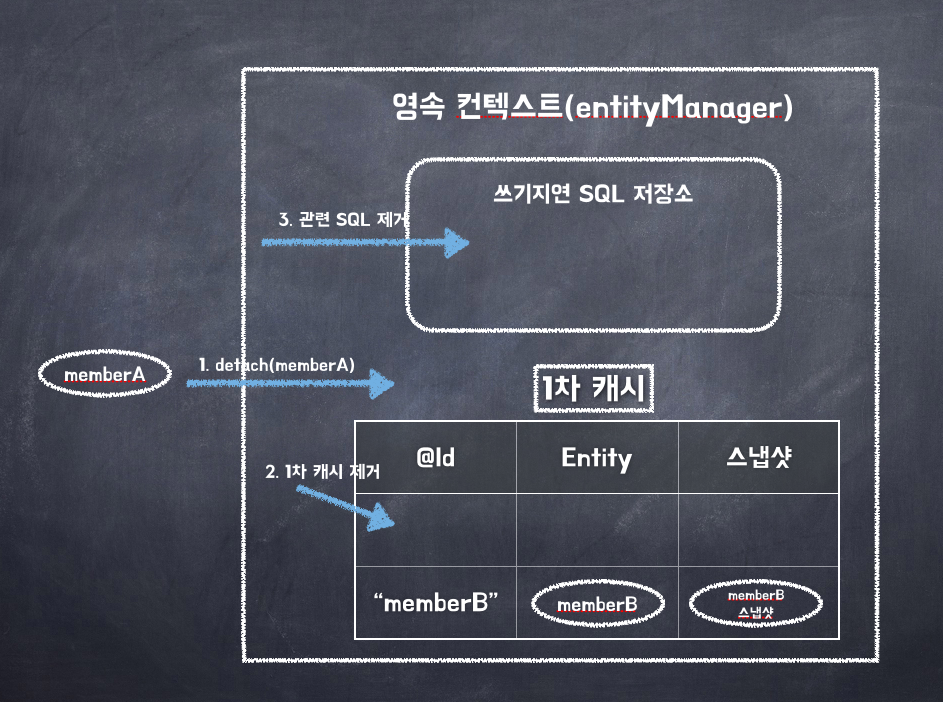 영속 컨텍스트(entityManager)
쓰기지연 SQL 저장소
3. 관련 SQL 제거
1. detach(memberA)
memberA
1차 캐시
@Id
Entity
스냅샷
2. 1차 캐시 제거
“memberB”
memberB
memberB
스냅샷